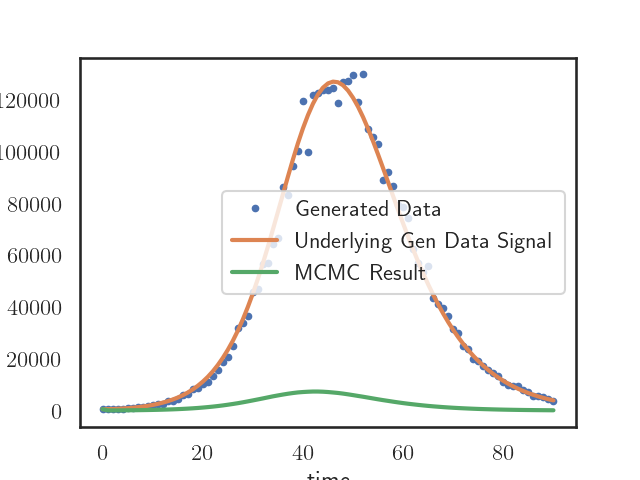 120000
100000
80000
60000
40000
20000
0
Generated Data
Underlying Gen Data Signal
MCMC Result
0 20 40 60 80
time